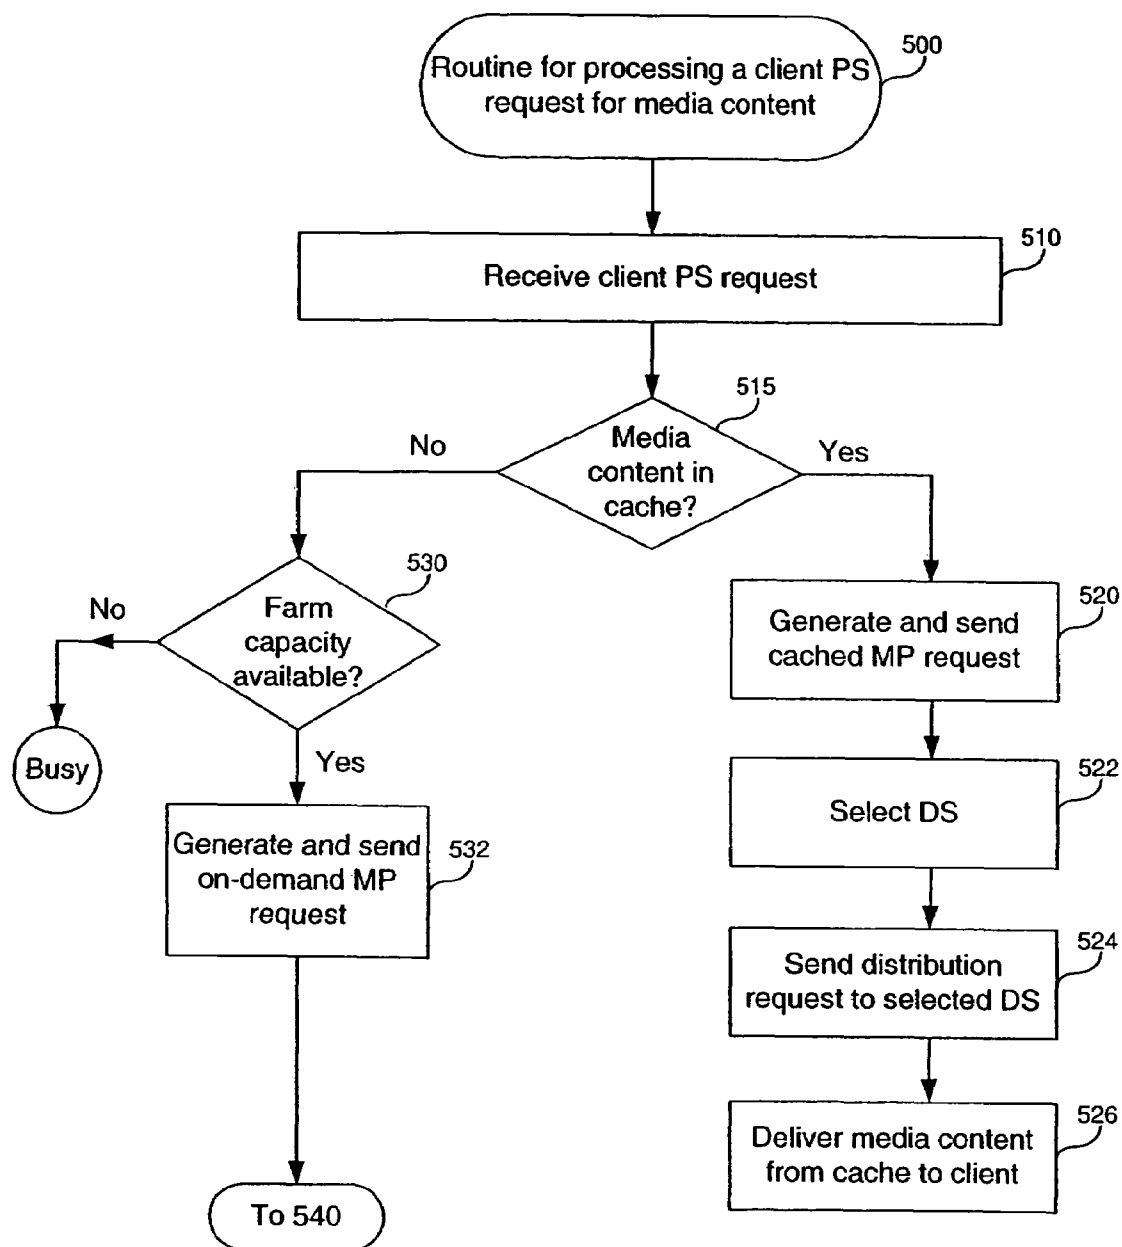 Routine for processing a client PS
request for media content
500
Receive client PS request
510
Media
content in
cache?
515
No
Yes
Farm
capacity
available?
530
No
Busy
Yes
Generate and send
on-demand MP
request
532
To 540
Generate and send
cached MP request
520
Select DS
522
Send distribution
request to selected DS
524
Deliver media content
from cache to client
526